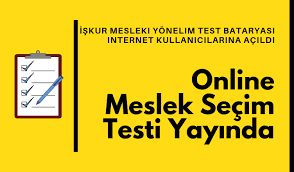 İŞKUR MESLEKİ YÖNELİM TEST BATARYASI
INTERNET KULLANICILARINA AÇILDI
Online
Meslek Seçim
Testi Yayında